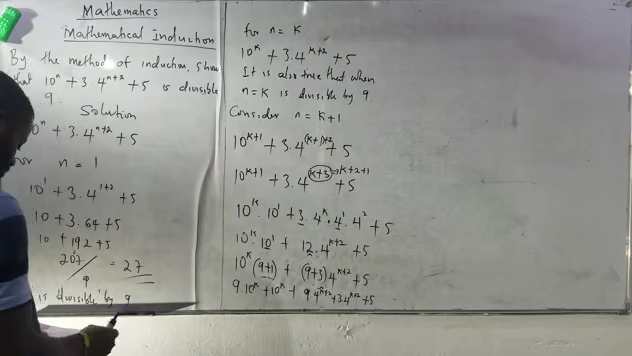 Mathematics
Mathematical Induction
By the method of induction, show
that 10ⁿ + 3.4ⁿ⁺² + 5 is divisible
9.
Solution
0ⁿ + 3.4ⁿ⁺² + 5
n = 1
10¹ + 3.4¹⁺² + 5
10 + 3.64 + 5
10 + 192 + 5
207/9 = 27
is divisible by 9
for n = K
10ᴷ + 3.4ᴷ⁺² + 5
It is also true that when
n = K is divisible by 9.
Consider n = K+1
10ᴷ⁺¹ + 3.4⁽ᴷ⁺¹⁾⁺² + 5
10ᴷ⁺¹ + 3.4ᴷ⁺³ + 5 ⇒ K+2+1
10ᴷ. 10¹ + 3. 4ᴷ. 4¹. 4² + 5
10ᴷ. 10¹ + 12. 4ᴷ⁺² + 5
10ᴷ(9+1) + (9+3)4ᴷ⁺² + 5
9 10ᴷ + 10ᴷ + 9 4ᴷ⁺² + 3.4ᴷ⁺² + 5